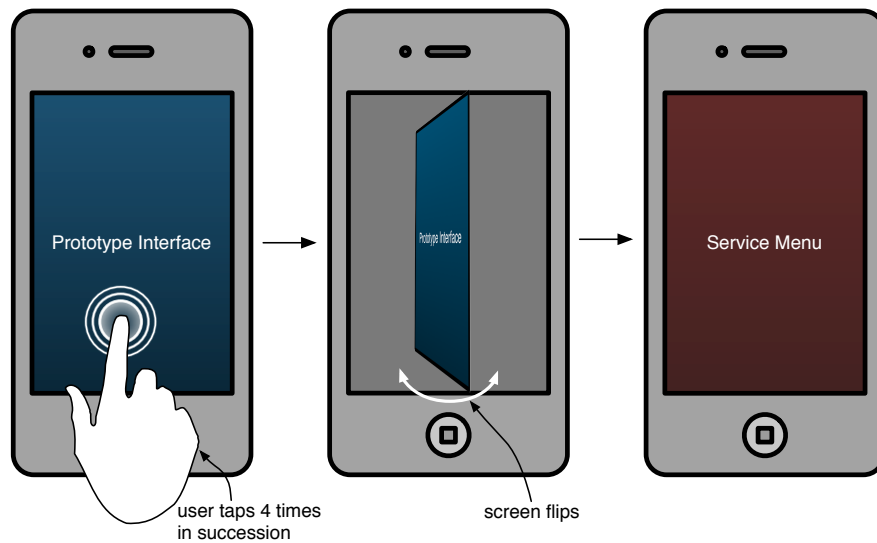 Prototype Interface
Prototype Interface
Service Menu
user taps 4 times
in succession
screen flips